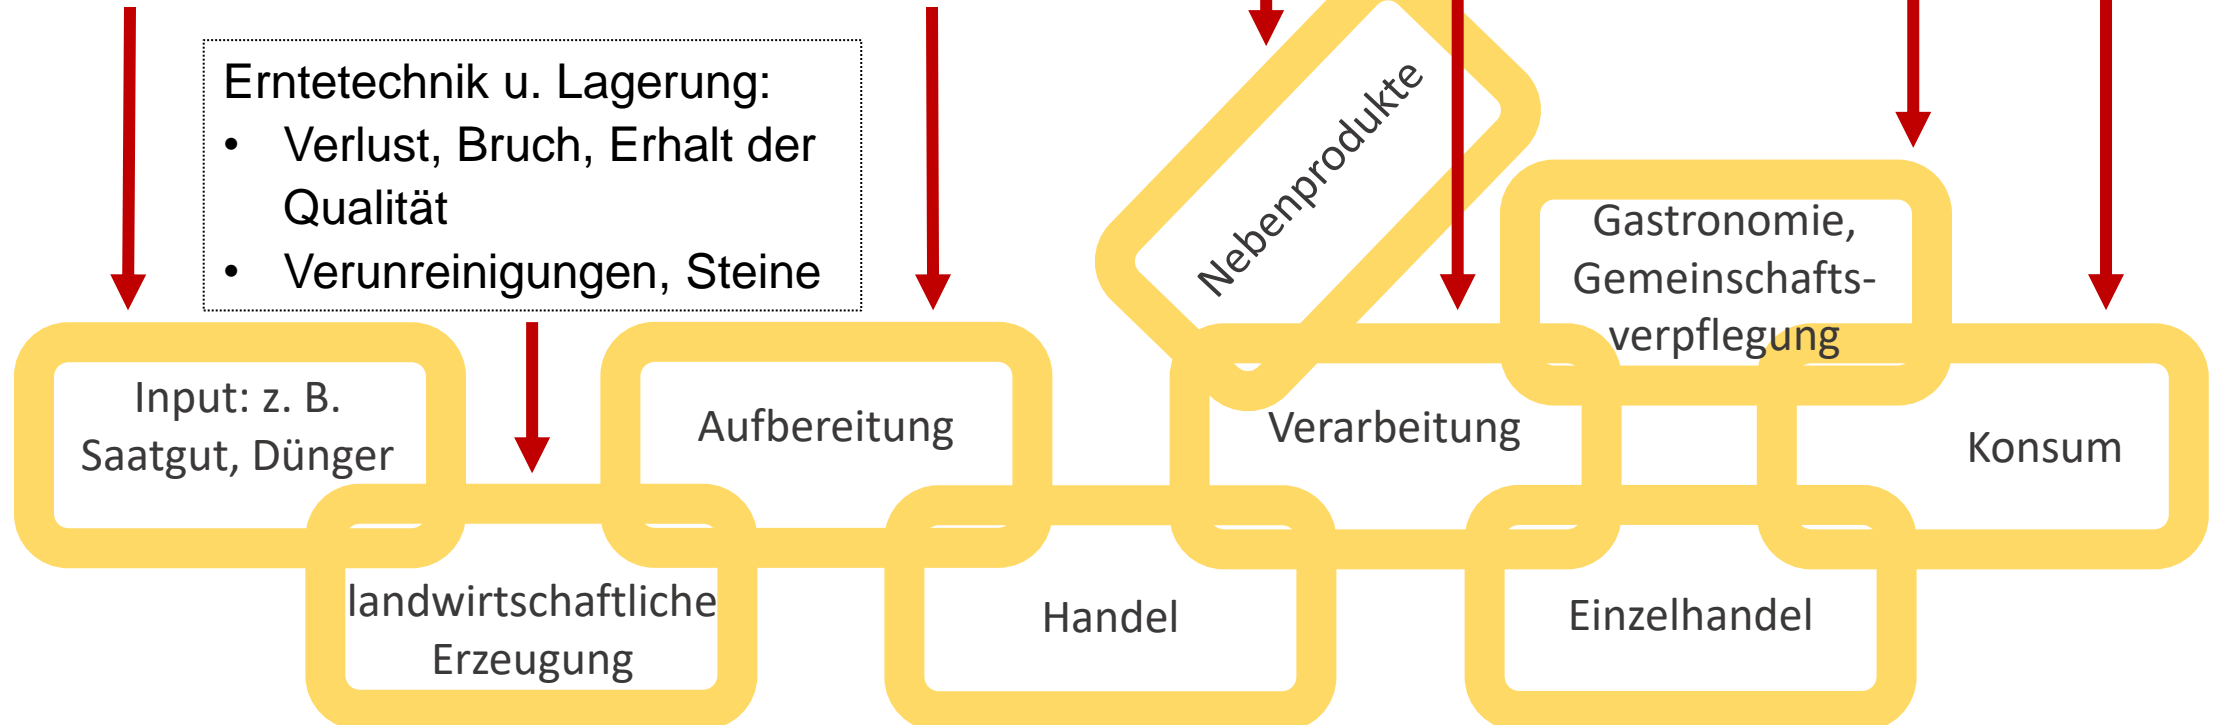 Erntetechnik u. Lagerung:
• Verlust, Bruch, Erhalt der
Qualität
• Verunreinigungen, Steine
Nebenprodukte
Gastronomie,
Gemeinschafts-
verpflegung
Input: z. B.
Saatgut, Dünger
Aufbereitung
Verarbeitung
Konsum
landwirtschaftliche
Erzeugung
Handel
Einzelhandel